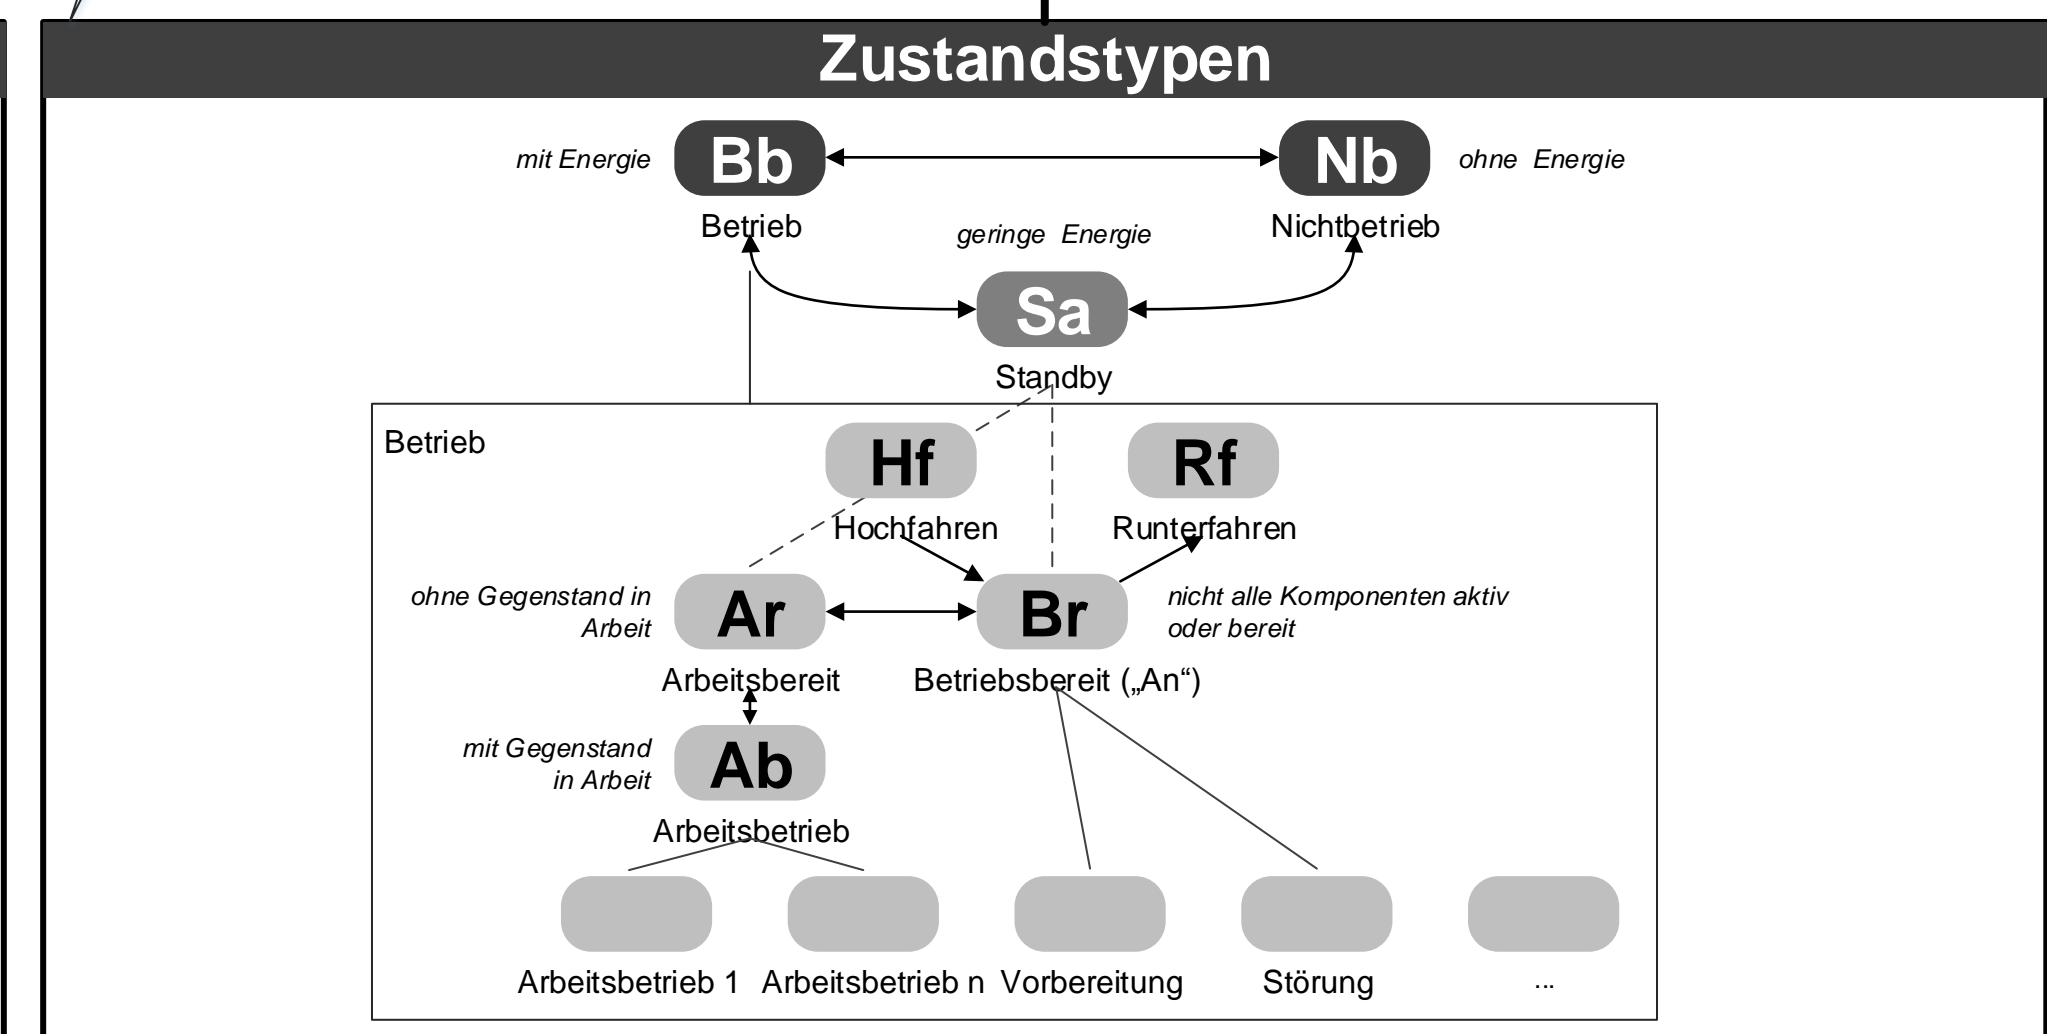 Zustandstypen
mit Energie
Bb
Nb
ohne Energie
Betrieb
geringe Energie
Nichtbetrieb
Sa
Standby
Betrieb
Hf
Rf
Hochfahren
Runterfahren
ohne Gegenstand in
Arbeit
Ar
Br
nicht alle Komponenten aktiv
oder bereit
Arbeitsbereit
Betriebsbereit („An“)
mit Gegenstand
in Arbeit
Ab
Arbeitsbetrieb
Arbeitsbetrieb 1
Arbeitsbetrieb n
Vorbereitung
Störung
...